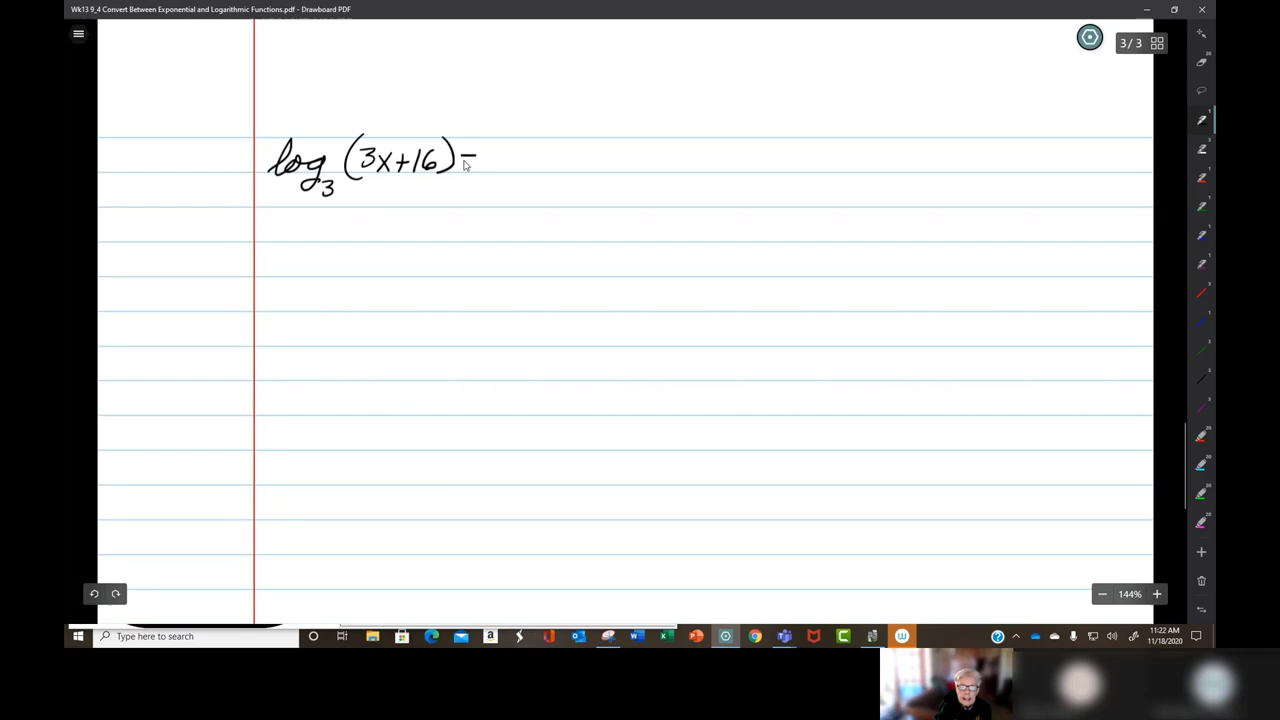 Wk13 9_4 Convert Between Exponential and Logarithmic Functions.pdf - Drawboard PDF
3/3
log₃ (3x+16) =
144%
Type here to search
11:22 AM
11/18/2020